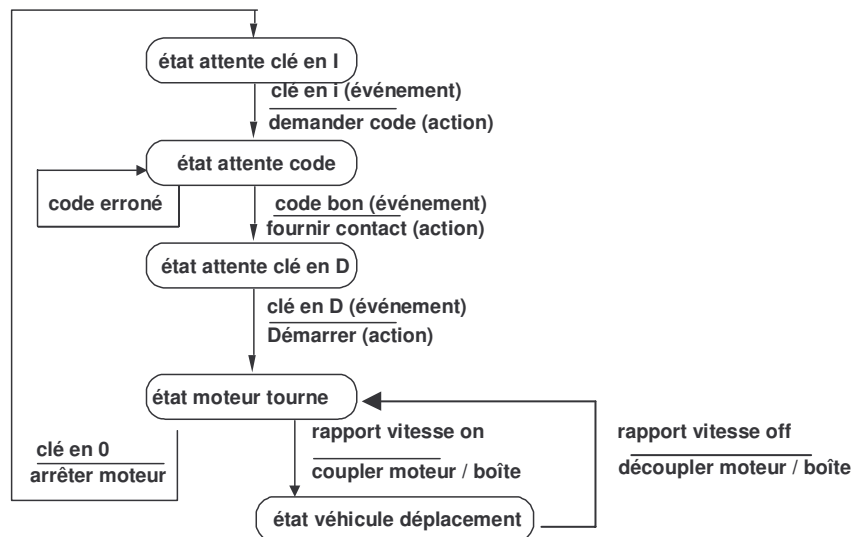 état attente clé en I
clé en i (événement)
demander code (action)
état attente code
code erroné
code bon (événement)
fournir contact (action)
état attente clé en D
clé en D (événement)
Démarrer (action)
état moteur tourne
clé en 0
arrêter moteur
rapport vitesse on
coupler moteur / boîte
rapport vitesse off
découpler moteur / boîte
état véhicule déplacement